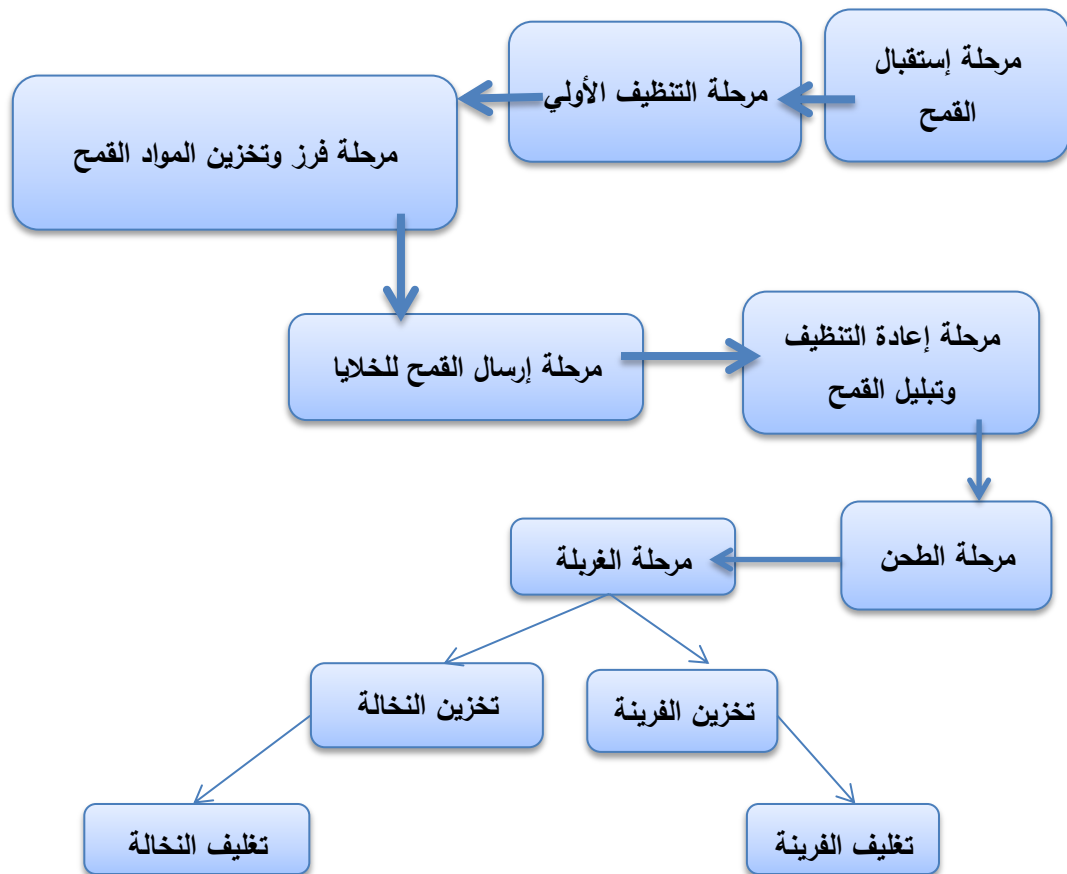 مرحلة إستقبال
القمح
مرحلة التنظيف الأولي
مرحلة فرز وتخزين المواد القمح
مرحلة إرسال القمح للخلايا
مرحلة إعادة التنظيف
وتبليل القمح
مرحلة الطحن
مرحلة الغربلة
تخزين الفرينة
تخزين النخالة
تغليف الفرينة
تغليف النخالة